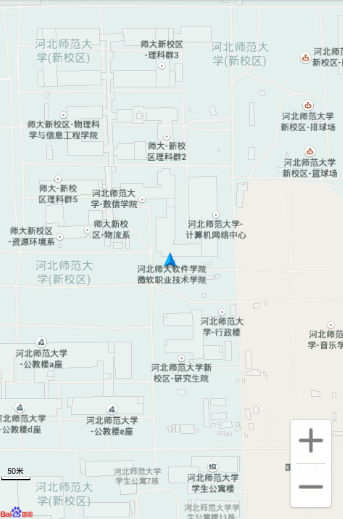 河北师范大
学(新校区)
师大新校区
-理科群3
河北师范大
学(新校区)
河北师
新校区-
师大新校区-物理科
学与信息工程学院
河北师范大学
新校区-排球场
师大-新校
区理科群2
河北师范大学
新校区-篮球场
师大-新校
区理科群5
河北师范大
学-数信学院
师大新校区
-资源环境系
师大新校
区-物流系
河北师范大学-
计算机网络中心
河北师大软件学院
微软职业技术学院
河北师范大
学(新校区)
河北师范大
学-行政楼
河北师范
学-音乐学
河北师范大学
-公教楼a座
河北师范大学新
校区-研究生院
北师范大学
公教楼d座
河北师范大学
-公教楼e座
河北师范大学
学生公寓7栋
河北师范大学
学生公寓楼
50米
河北师范大
学(新校区)
河北师范大学
学生公寓楼11栋
Bai 地图